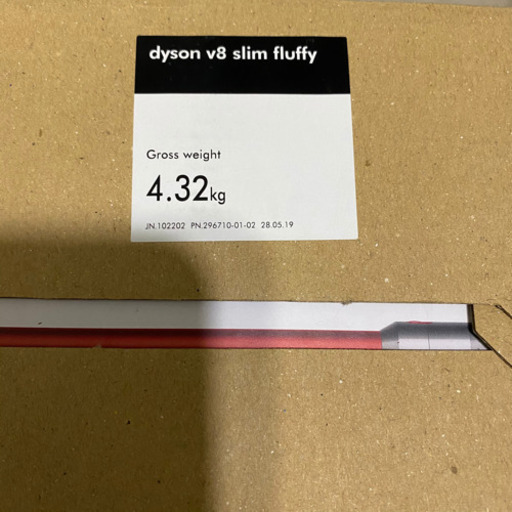 dyson v8 slim fluffy
Gross weight
4.32kg
JN.102202 PN.296710-01-02 28.05.19